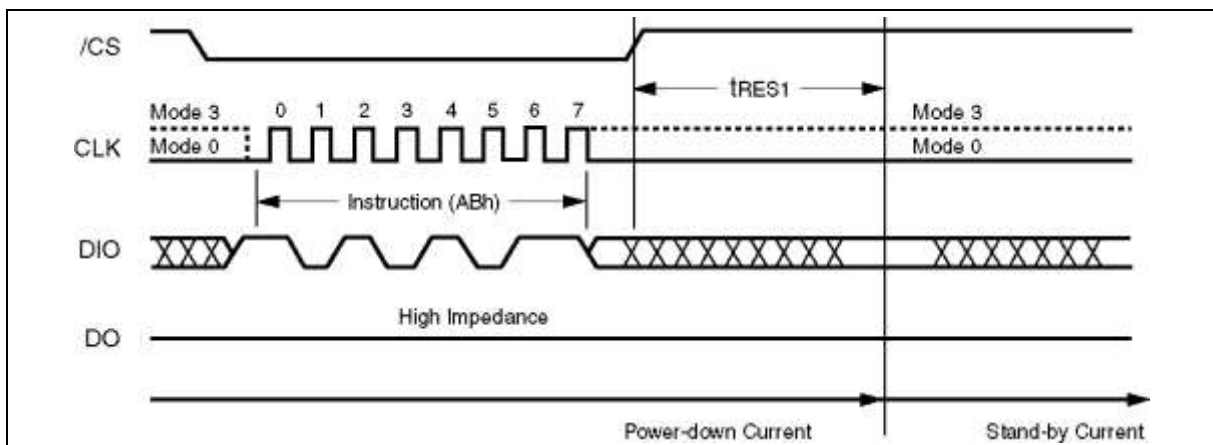 /CS
tRES1
Mode 3 0 1 2 3 4 5 6 7 Mode 3
CLK
Mode 0 Mode 0
Instruction (ABh)
DIO
High Impedance
DO
Power-down Current Stand-by Current